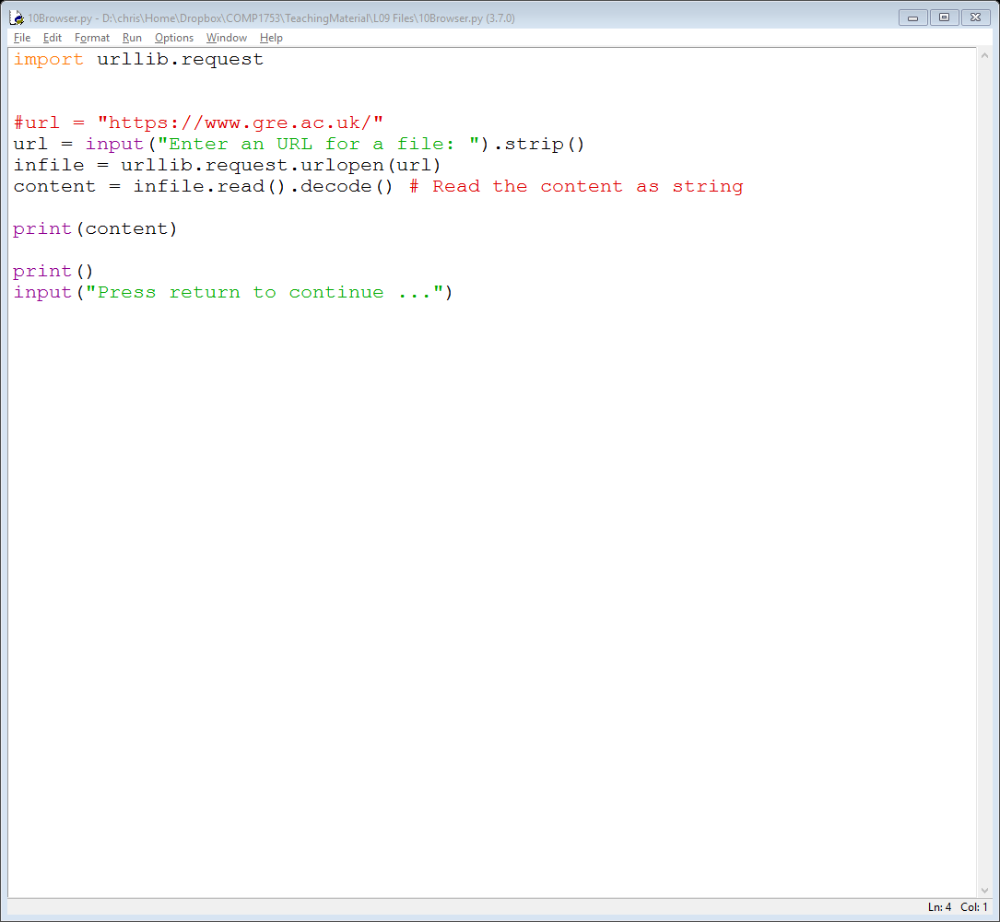 10Browser.py - D:\chris\Home\Dropbox\COMP1753\TeachingMaterial\L09 Files\10Browser.py (3.7.0)
File Edit Format Run Options Window Help
import urllib.request
#url = "https://www.gre.ac.uk/"
url = input("Enter an URL for a file: ").strip()
infile = urllib.request.urlopen(url)
content = infile.read().decode() # Read the content as string
print(content)
print()
input("Press return to continue ...")
Ln: 4 Col: 1